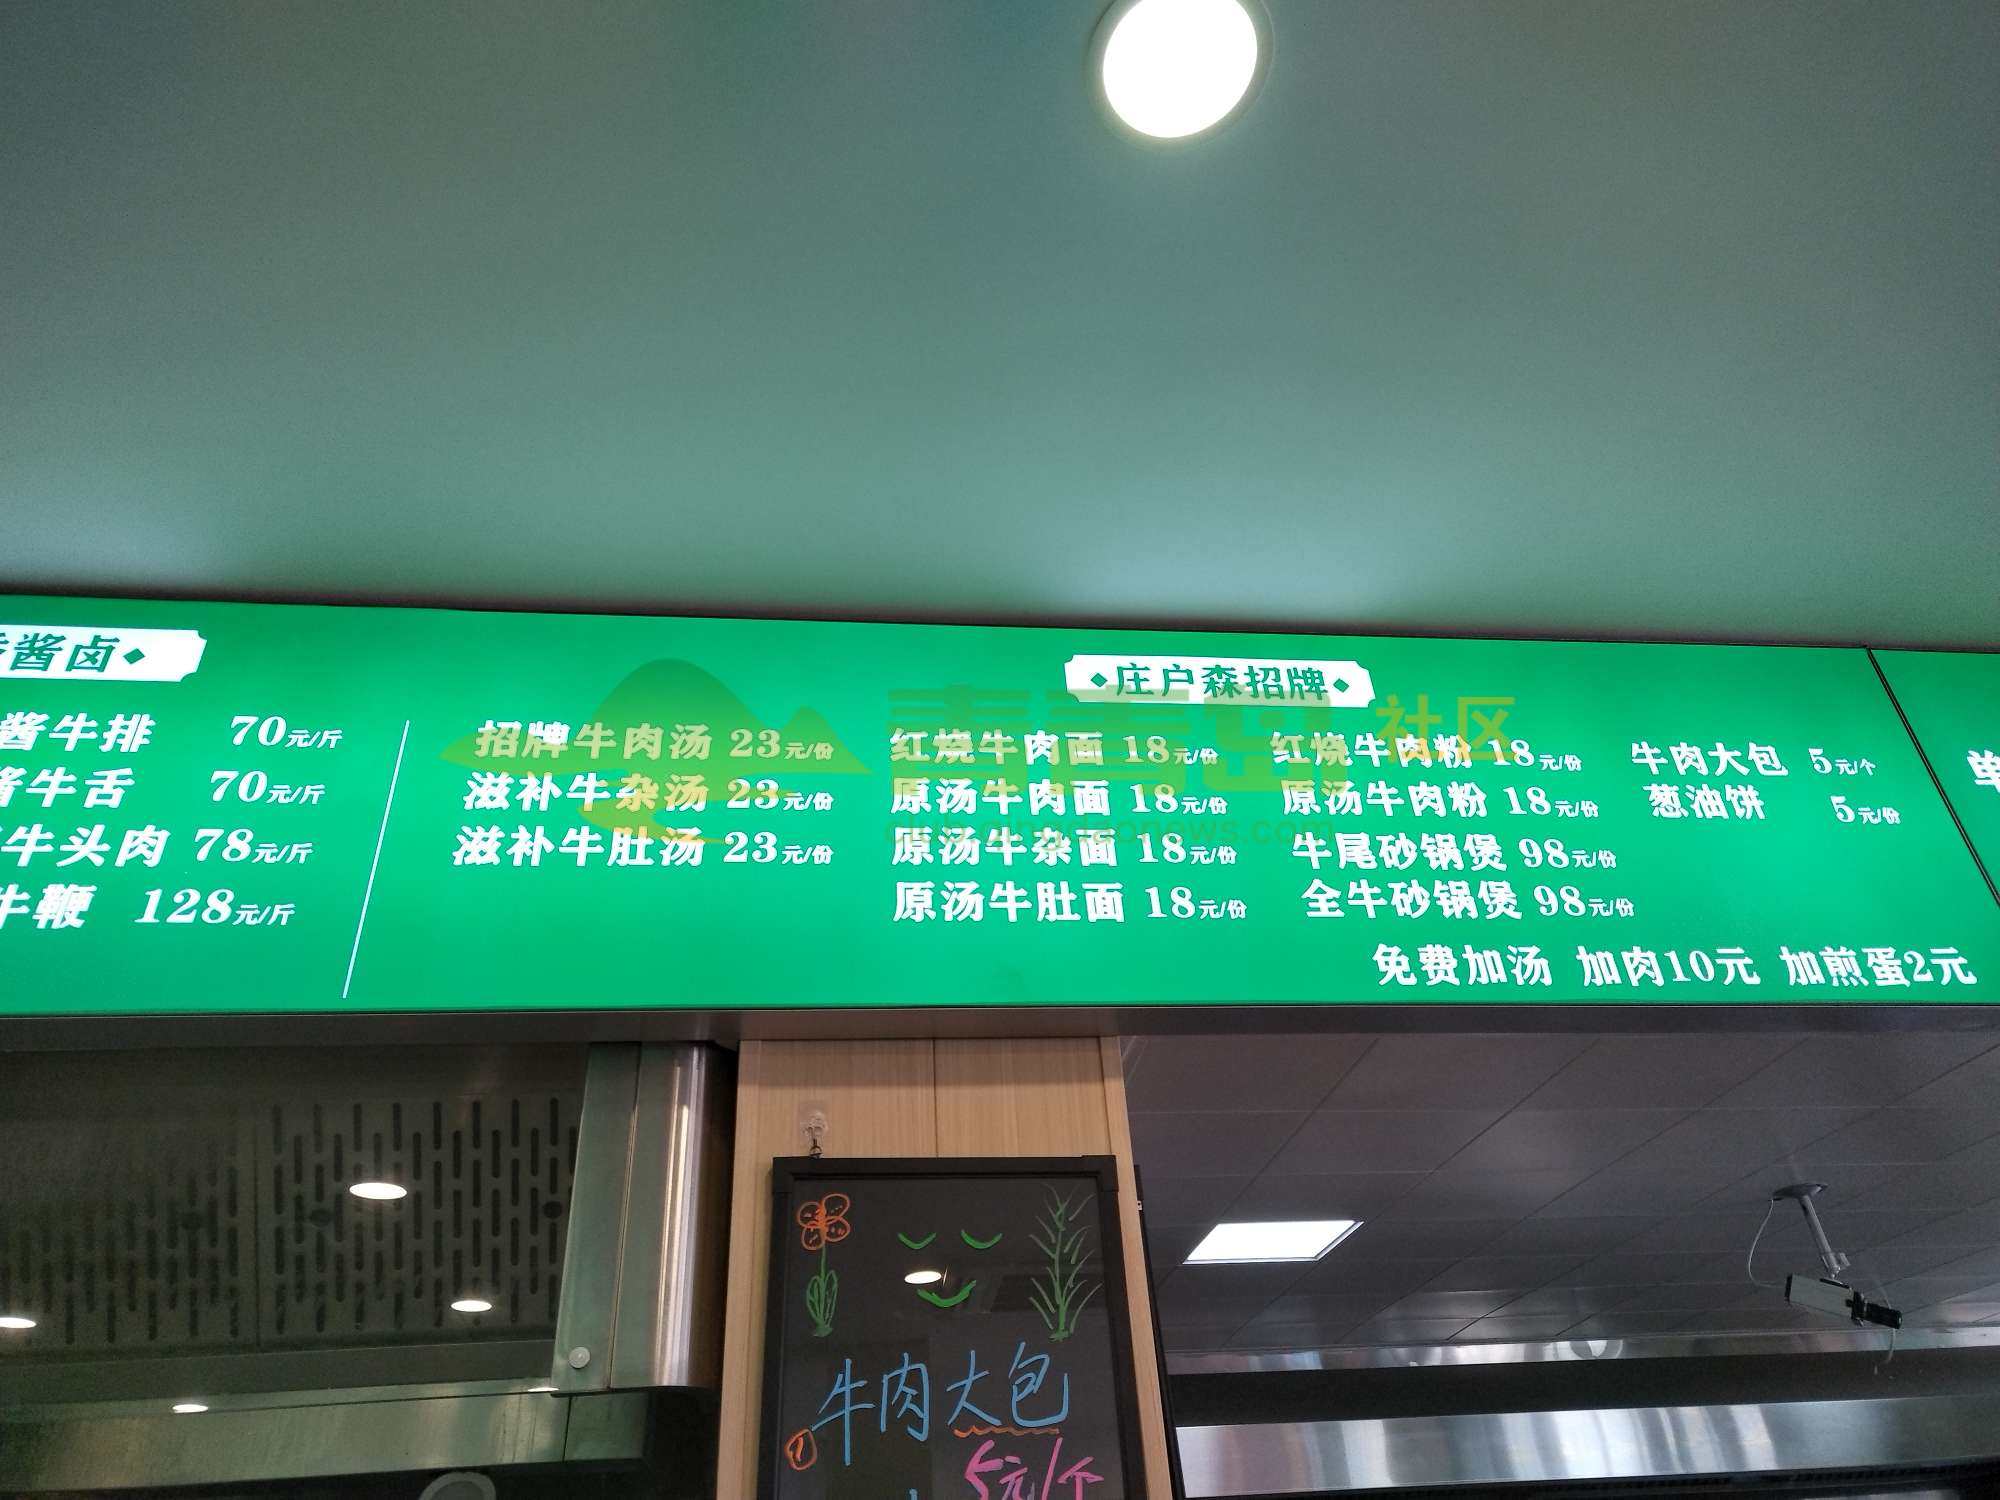 酱卤
酱牛排 70元/斤
酱牛舌 70元/斤
牛头肉 78元/斤
牛鞭 128元/斤
庄户森招牌
招牌牛肉汤 23元/份
滋补牛杂汤 23元/份
滋补牛肚汤 23元/份
红烧牛肉面 18元/份
原汤牛肉面 18元/份
原汤牛杂面 18元/份
原汤牛肚面 18元/份
红烧牛肉粉 18元/份
原汤牛肉粉 18元/份
牛尾砂锅煲 98元/份
全牛砂锅煲 98元/份
牛肉大包 5元/个
葱油饼 5元/份
免费加汤 加肉10元 加煎蛋2元
单
青青岛社区
club.qingdaonews.com
①牛肉大包
5元/个